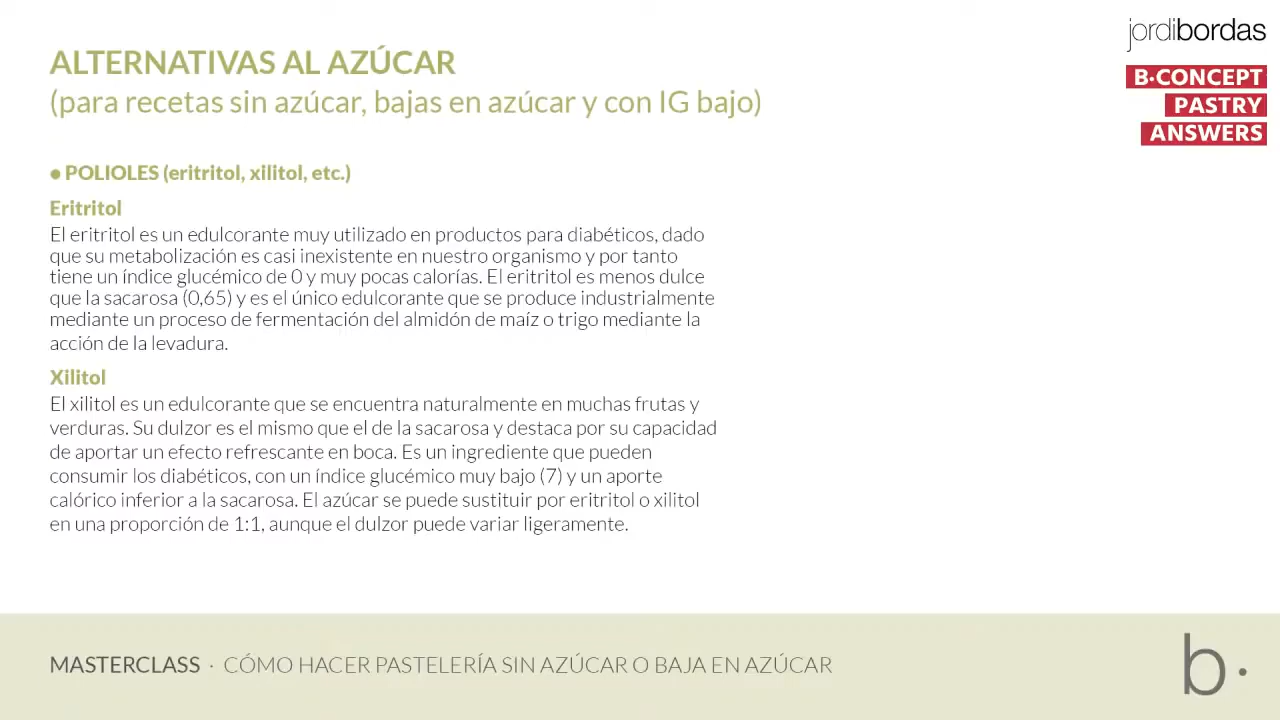 jordibordas
B·CONCEPT
PASTRY
ANSWERS
ALTERNATIVAS AL AZÚCAR
(para recetas sin azúcar, bajas en azúcar y con IG bajo)
● POLIOLES (eritritol, xilitol, etc.)
Eritritol
El eritritol es un edulcorante muy utilizado en productos para diabéticos, dado
que su metabolización es casi inexistente en nuestro organismo y por tanto
tiene un índice glucémico de 0 y muy pocas calorías. El eritritol es menos dulce
que la sacarosa (0,65) y es el único edulcorante que se produce industrialmente
mediante un proceso de fermentación del almidón de maíz o trigo mediante la
acción de la levadura.
Xilitol
El xilitol es un edulcorante que se encuentra naturalmente en muchas frutas y
verduras. Su dulzor es el mismo que el de la sacarosa y destaca por su capacidad
de aportar un efecto refrescante en boca. Es un ingrediente que pueden
consumir los diabéticos, con un índice glucémico muy bajo (7) y un aporte
calórico inferior a la sacarosa. El azúcar se puede sustituir por eritritol o xilitol
en una proporción de 1:1, aunque el dulzor puede variar ligeramente.
MASTERCLASS · CÓMO HACER PASTELERÍA SIN AZÚCAR O BAJA EN AZÚCAR
b·